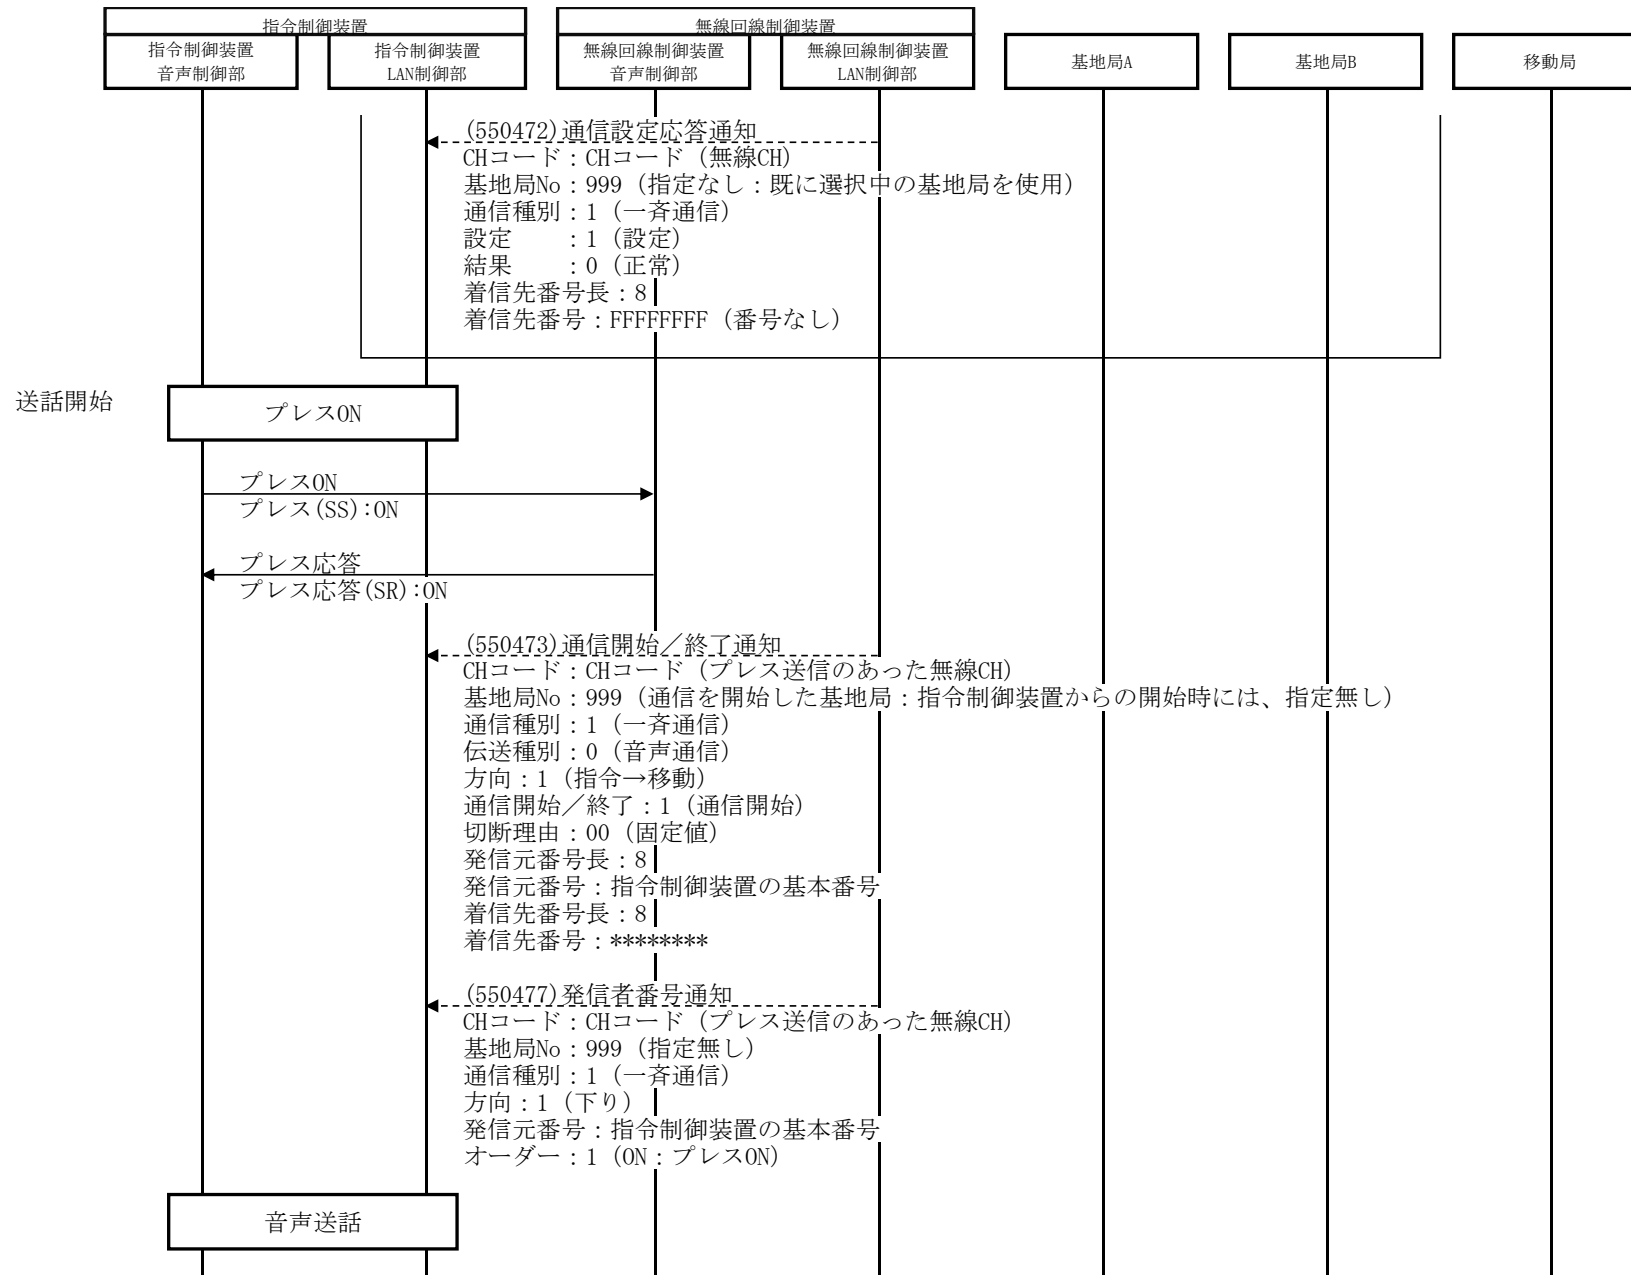 指令制御装置
無線回線制御装置
指令制御装置
音声制御部
指令制御装置
LAN制御部
無線回線制御装置
音声制御部
無線回線制御装置
LAN制御部
基地局A
基地局B
移動局
(550472)通信設定応答通知
CHコード：CHコード（無線CH）
基地局No：999（指定なし：既に選択中の基地局を使用）
通信種別：1（一斉通信）
設定　　：1（設定）
結果　　：0（正常）
着信先番号長：8
着信先番号：FFFFFFFF（番号なし）
送話開始
プレスON
プレスON
プレス(SS):ON
プレス応答
プレス応答(SR):ON
(550473)通信開始／終了通知
CHコード：CHコード（プレス送信のあった無線CH）
基地局No：999（通信を開始した基地局：指令制御装置からの開始時には、指定無し）
通信種別：1（一斉通信）
伝送種別：0（音声通信）
方向：1（指令→移動）
通信開始／終了：1（通信開始）
切断理由：00（固定値）
発信元番号長：8
発信元番号：指令制御装置の基本番号
着信先番号長：8
着信先番号：********
(550477)発信者番号通知
CHコード：CHコード（プレス送信のあった無線CH）
基地局No：999（指定無し）
通信種別：1（一斉通信）
方向：1（下り）
発信元番号：指令制御装置の基本番号
オーダー：1（ON：プレスON）
音声送話